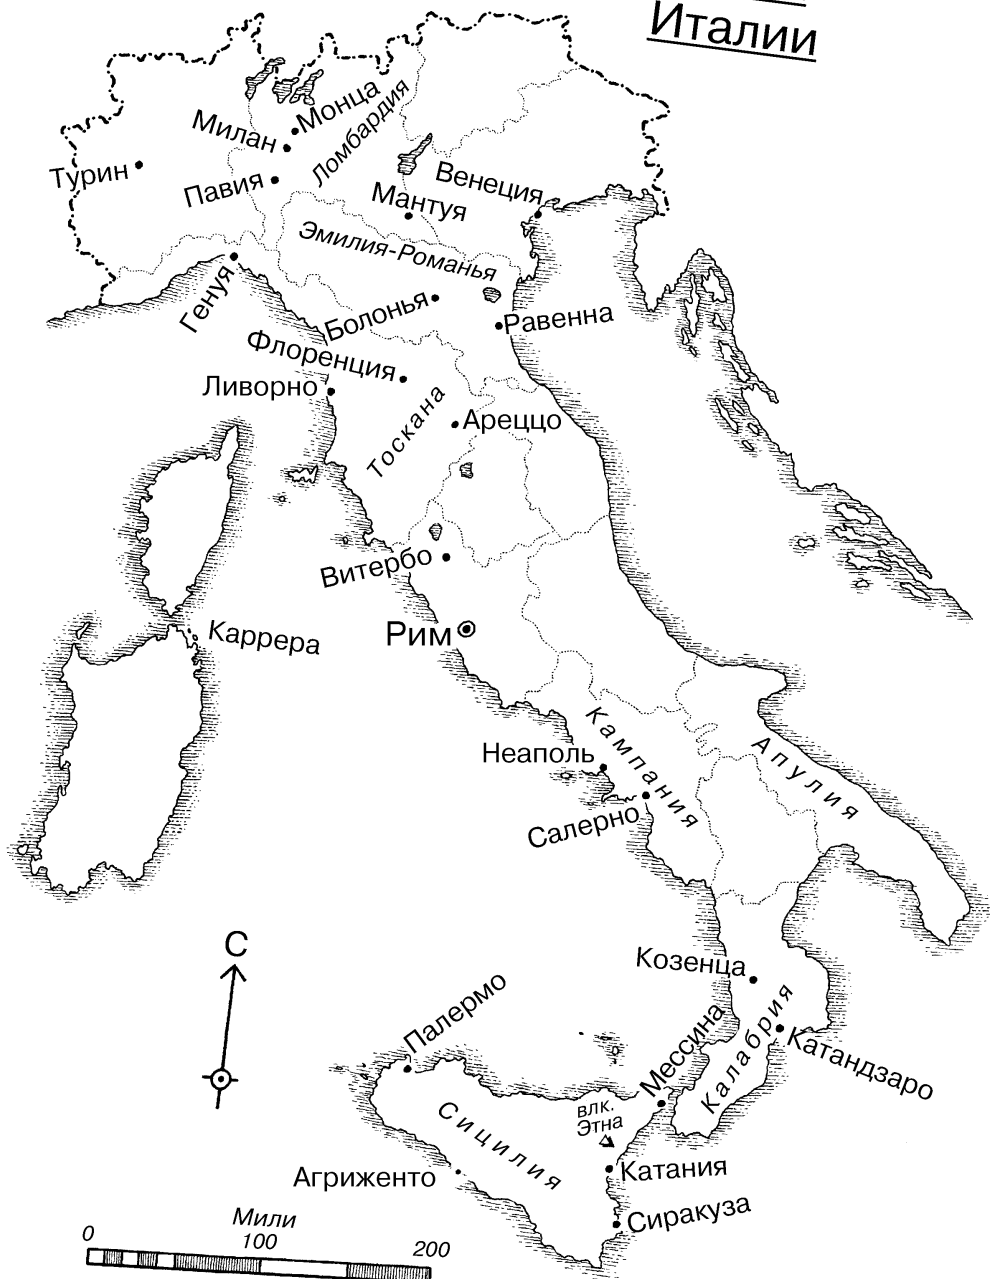 Италии
Монца
Милан
Ломбардия
Турин
Павия
Венеция
Мантуя
Эмилия-Романья
Генуя
Болонья
Равенна
Флоренция
Ливорно
Тоскана
Ареццо
Витербо
Каррера
Рим
Кампания
Неаполь
Апулия
Салерно
С
Козенца
Палермо
Мессина
Калабрия
Катандзаро
Сицилия
влк.
Этна
Агриженто
Катания
Сиракуза
Мили
0 100 200